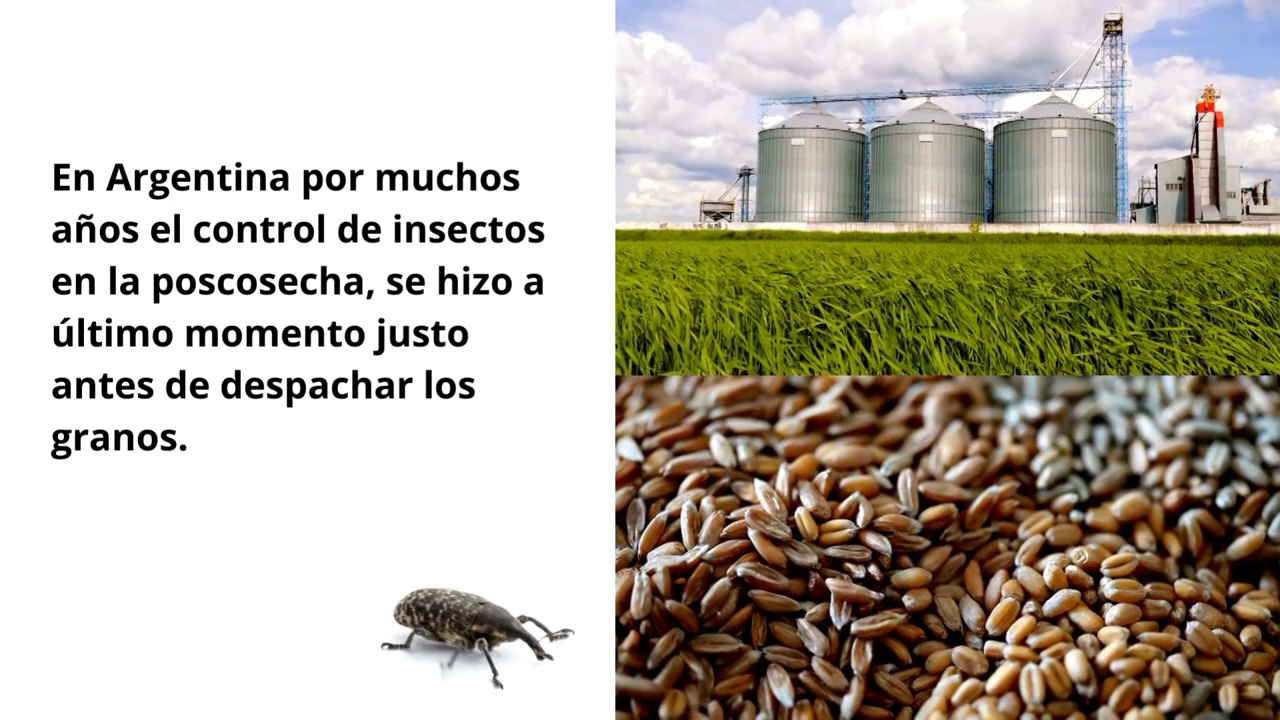 En Argentina por muchos
años el control de insectos
en la poscosecha, se hizo a
último momento justo
antes de despachar los
granos.